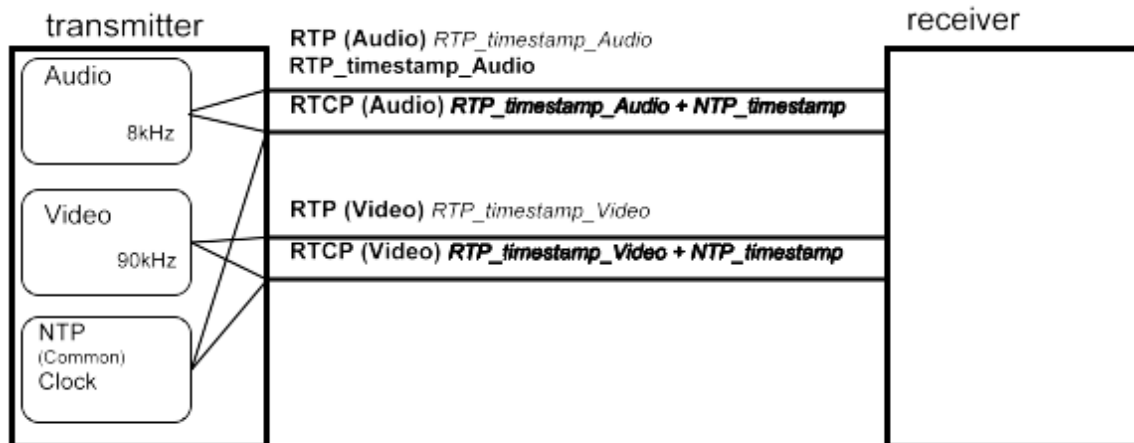 transmitter
receiver
Audio
8kHz
RTP (Audio) RTP_timestamp_Audio
RTP_timestamp_Audio
RTCP (Audio) RTP_timestamp_Audio + NTP_timestamp
Video
90kHz
RTP (Video) RTP_timestamp_Video
RTCP (Video) RTP_timestamp_Video + NTP_timestamp
NTP
(Common)
Clock